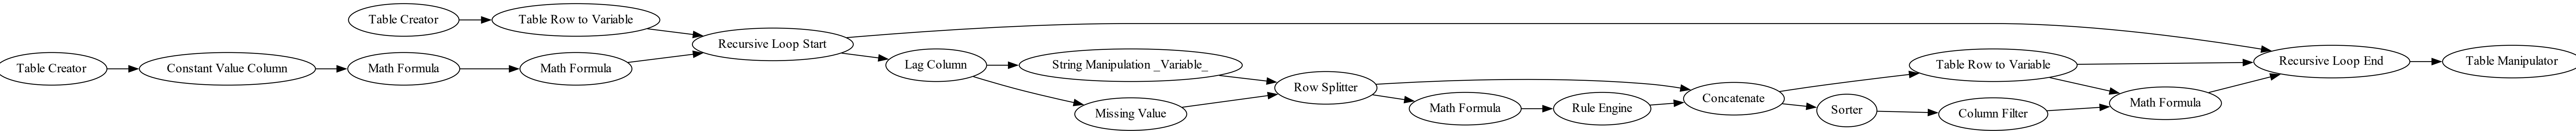 Table Creator
Table Row to Variable
Recursive Loop Start
Table Creator
Constant Value Column
Math Formula
Math Formula
Lag Column
String Manipulation _Variable_
Missing Value
Row Splitter
Math Formula
Rule Engine
Concatenate
Table Row to Variable
Sorter
Column Filter
Math Formula
Recursive Loop End
Table Manipulator